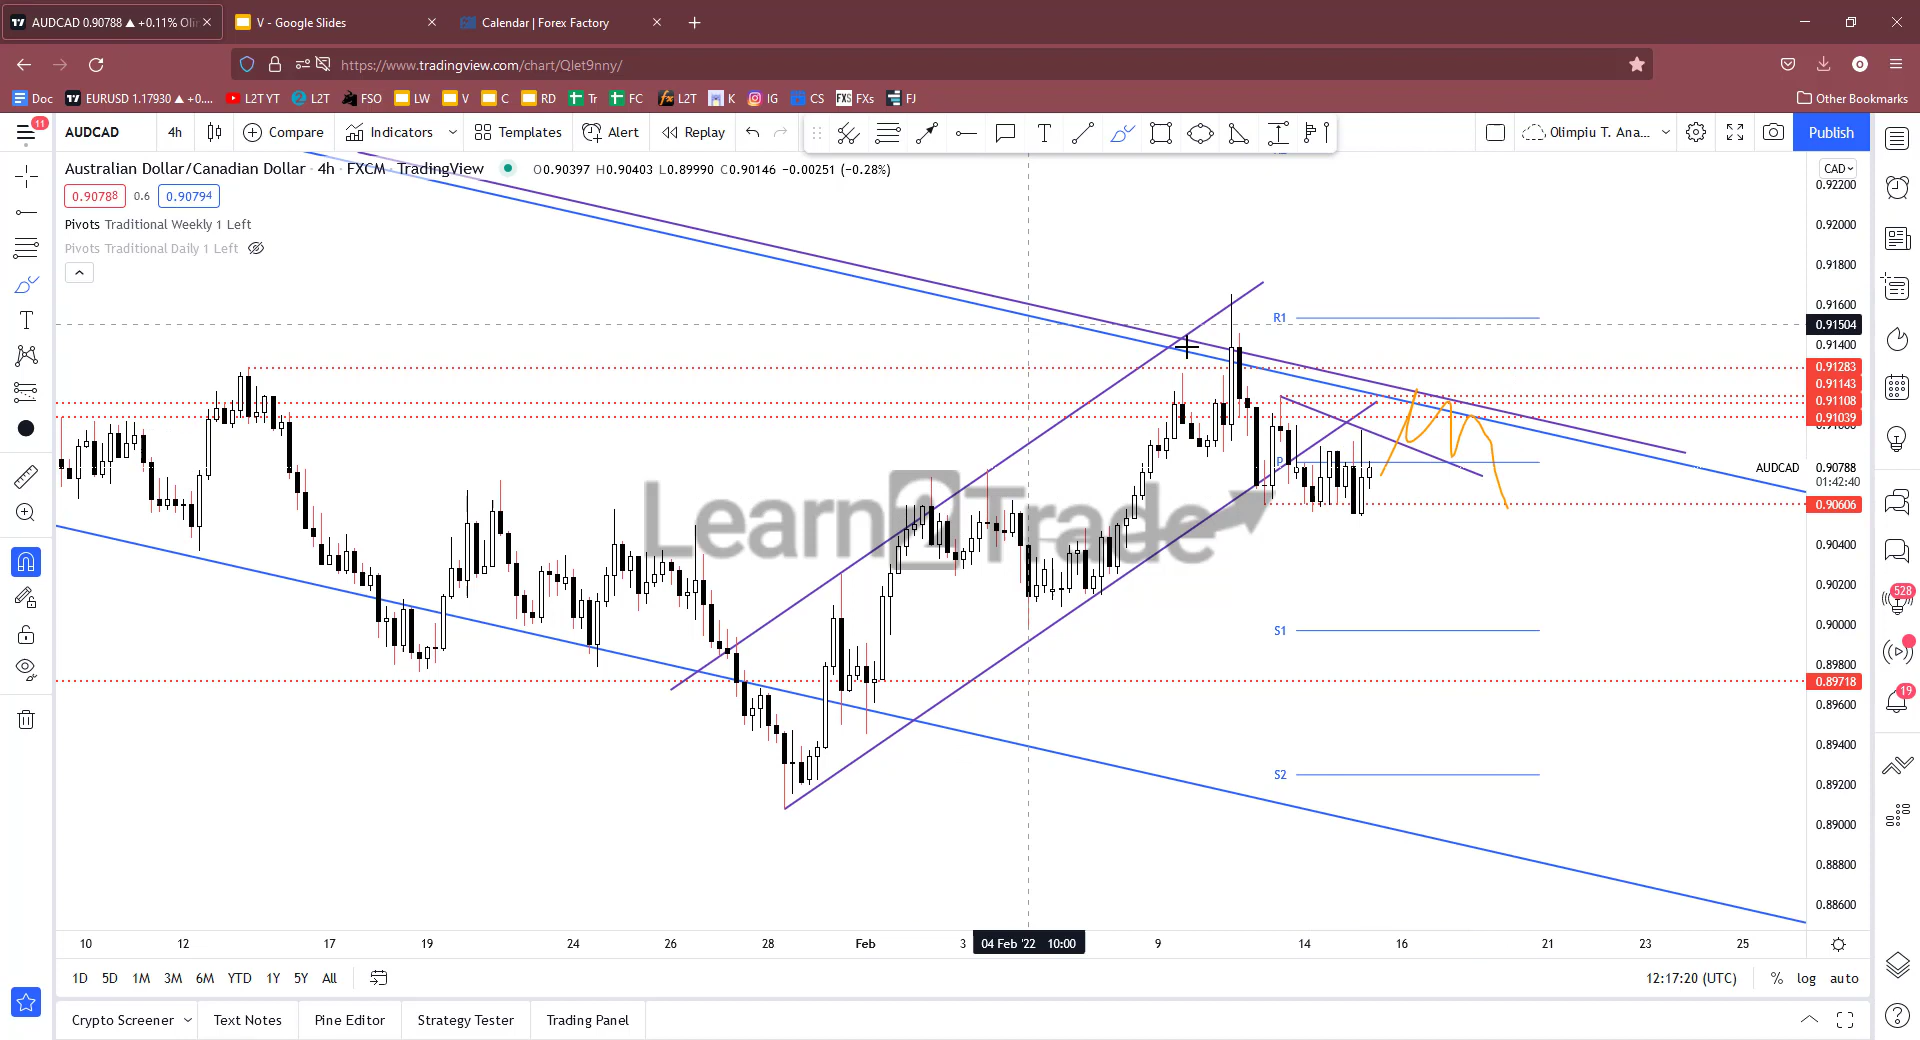 AUDCAD 0.90788 ▲ +0.11% Oli
V - Google Slides
Calendar | Forex Factory
https://www.tradingview.com/chart/Qlet9nny/
Doc
EURUSD 1.17930 ▲ +0....
L2T YT
L2T
FSO
LW
V
C
RD
Tr
FC
L2T
K
IG
CS
FXS FXs
FJ
Other Bookmarks
11
AUDCAD
4h
Compare
Indicators
Templates
Alert
Replay
Olimpiu T. Ana...
Publish
Australian Dollar/Canadian Dollar · 4h · FXCM · TradingView
O0.90397 H0.90403 L0.89990 C0.90146 −0.00251 (−0.28%)
0.90788
0.6
0.90794
Pivots Traditional Weekly 1 Left
Pivots Traditional Daily 1 Left
CAD
0.92200
0.92000
0.91800
0.91600
0.91504
0.91400
0.91283
0.91143
0.91108
0.91039
AUDCAD
0.90788
01:42:40
0.90606
0.90400
0.90200
0.90000
0.89800
0.89718
0.89600
0.89400
0.89200
0.89000
0.88800
0.88600
R1
P
S1
S2
Learn2Trade
528
19
10
12
17
19
24
26
28
Feb
3
04 Feb '22 10:00
9
14
16
21
23
25
1D
5D
1M
3M
6M
YTD
1Y
5Y
All
12:17:20 (UTC)
%
log
auto
Crypto Screener
Text Notes
Pine Editor
Strategy Tester
Trading Panel